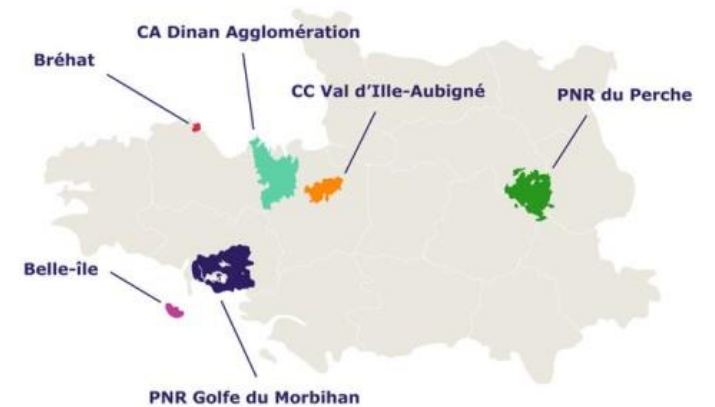 CA Dinan Agglomération
Bréhat
CC Val d’Ille-Aubigné
PNR du Perche
Belle-île
PNR Golfe du Morbihan